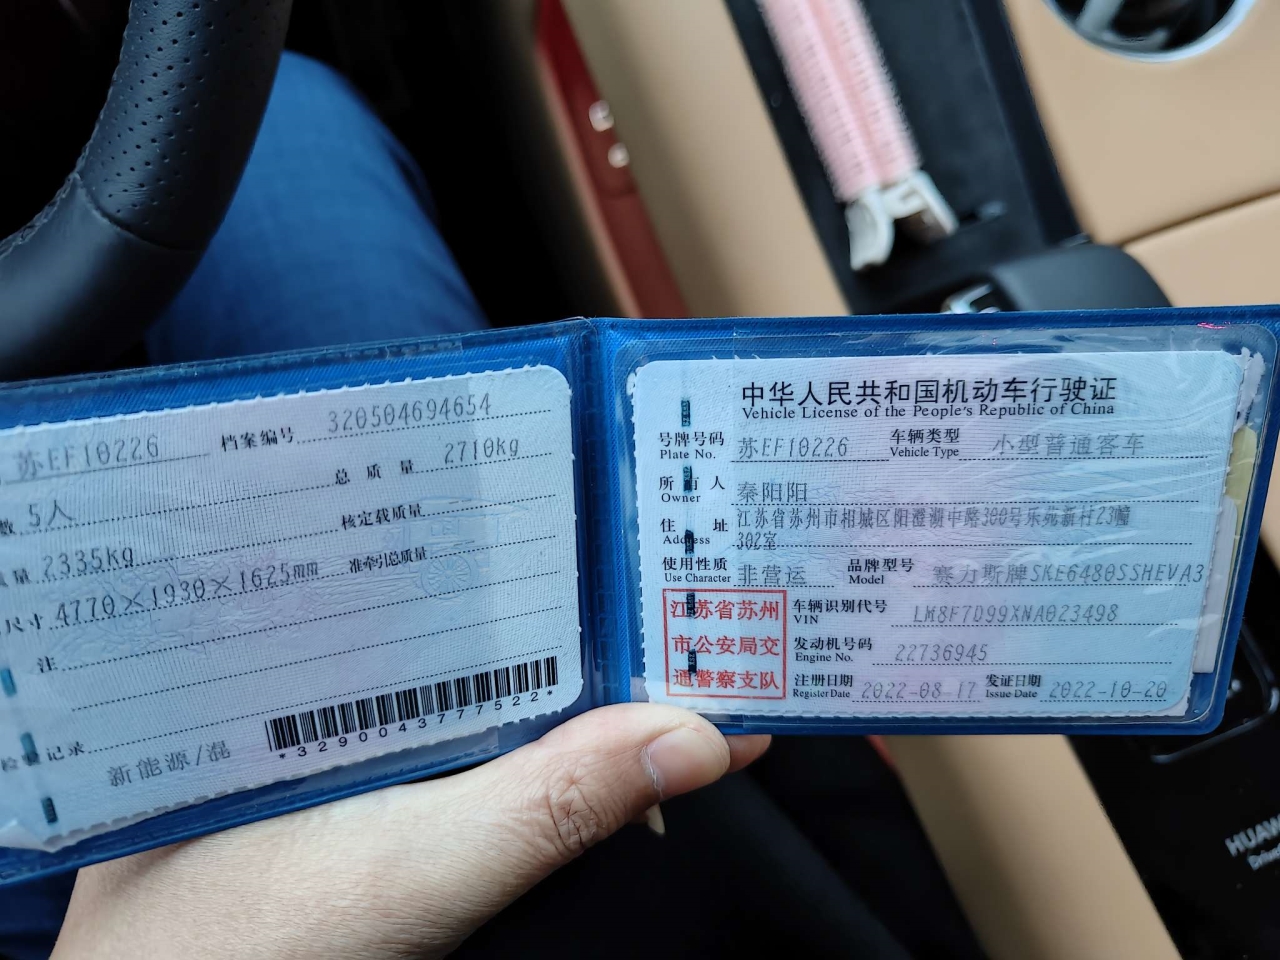 苏EF10226 档案编号 320504694654
总质量 2710kg
数 5人 核定载质量
量 2335kg 准牵引总质量
尺寸 4770×1930×1625mm
注
检验记录
新能源/混
*3290043777522*
中华人民共和国机动车行驶证
Vehicle License of the People's Republic of China
号牌号码 苏EF10226 车辆类型 小型普通客车
Plate No. Vehicle Type
所有人 秦阳阳
Owner
住址 江苏省苏州市相城区阳澄湖中路300号乐苑新村23幢
Address 302室
使用性质 非营运 品牌型号 赛力斯牌SKE6480SSHEVA3
Use Character Model
江苏省苏州
市公安局交
通警察支队
车辆识别代号 LM8F7D99XNA023498
VIN
发动机号码 22736945
Engine No.
注册日期 2022-08-17 发证日期 2022-10-20
Register Date Issue Date
HUAW